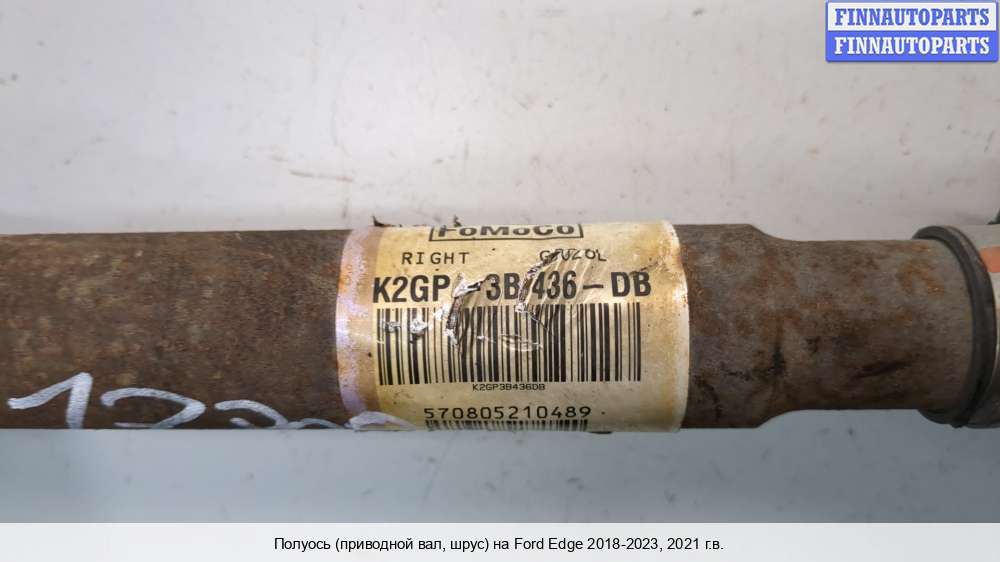 FINNAUTOPARTS
FINNAUTOPARTS
FoMoCo
RIGHT
K2GP-3B436-DB
K2GP3B436DB
570805210489
Полуось (приводной вал, шрус) на Ford Edge 2018-2023, 2021 г.в.